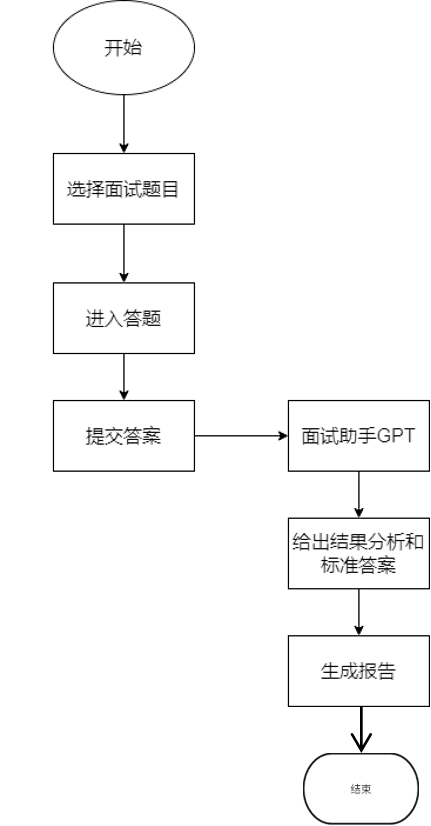 开始
选择面试题目
进入答题
提交答案
面试助手GPT
给出结果分析和
标准答案
生成报告
结束